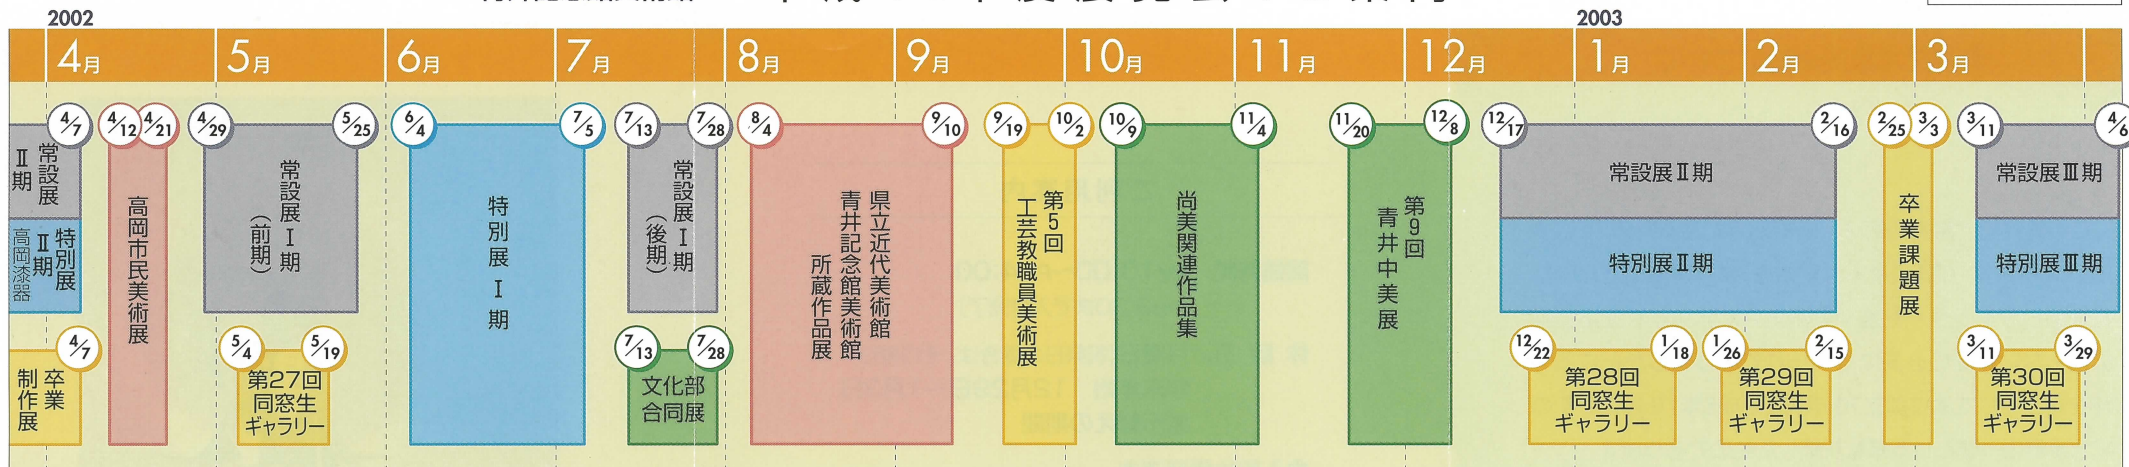 2002
2003
4月
5月
6月
7月
8月
9月
10月
11月
12月
1月
2月
3月
4/7
常設展
Ⅱ期
特別展
Ⅱ期
高岡漆器
4/7
卒業
制作展
4/12
4/21
高岡市民美術展
4/29
5/25
常設展Ⅰ期
(前期)
5/4
5/19
第27回
同窓生
ギャラリー
6/4
7/5
特別展Ⅰ期
7/13
7/28
常設展Ⅰ期
(後期)
7/13
7/28
文化部
合同展
8/4
9/10
県立近代美術館
青井記念館美術館
所蔵作品展
9/19
10/2
第5回
工芸教職員美術展
10/9
11/4
尚美関連作品集
11/20
12/8
第9回
青井中美展
12/17
2/16
常設展Ⅱ期
特別展Ⅱ期
12/22
1/18
第28回
同窓生
ギャラリー
1/26
2/15
第29回
同窓生
ギャラリー
2/25
3/3
卒業課題展
3/11
4/6
常設展Ⅲ期
特別展Ⅲ期
3/11
3/29
第30回
同窓生
ギャラリー